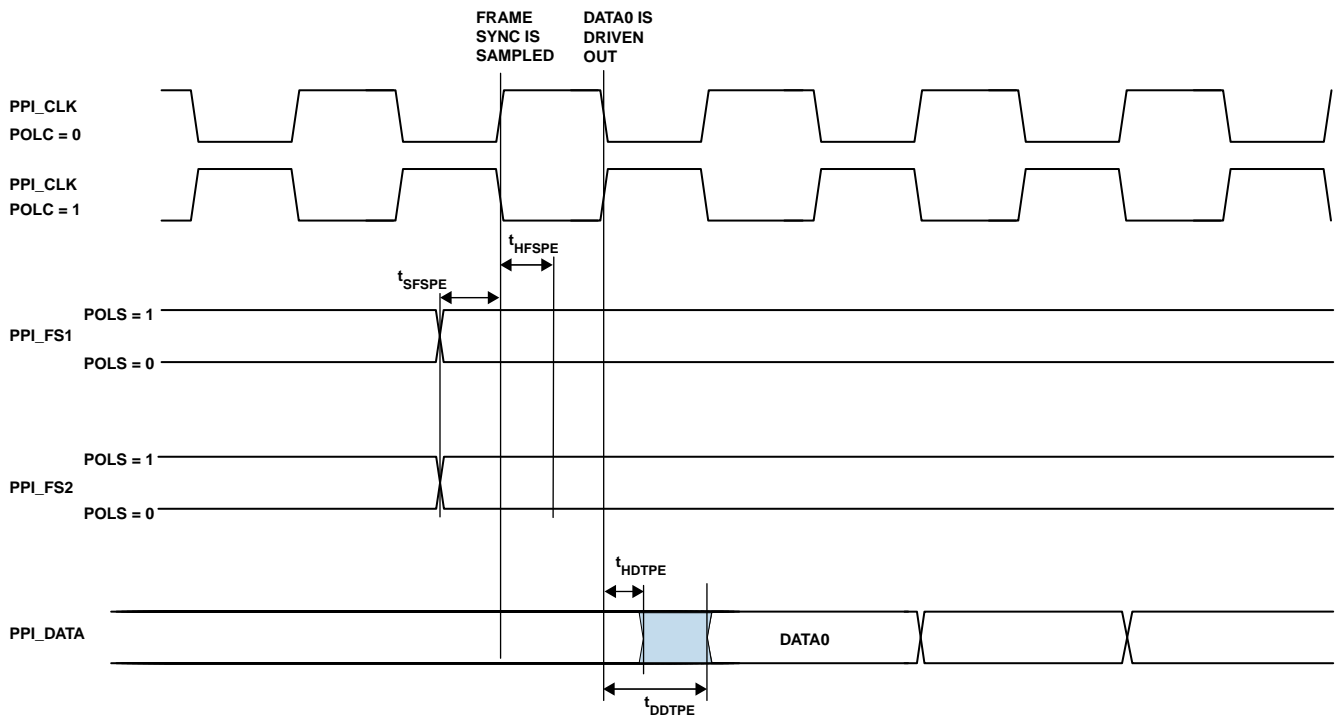 FRAME
SYNC IS
SAMPLED
DATA0 IS
DRIVEN
OUT
PPI_CLK
POLC = 0
PPI_CLK
POLC = 1
tHFSPE
tSFSPE
POLS = 1
PPI_FS1
POLS = 0
POLS = 1
PPI_FS2
POLS = 0
tHDTPE
PPI_DATA
DATA0
tDDTPE